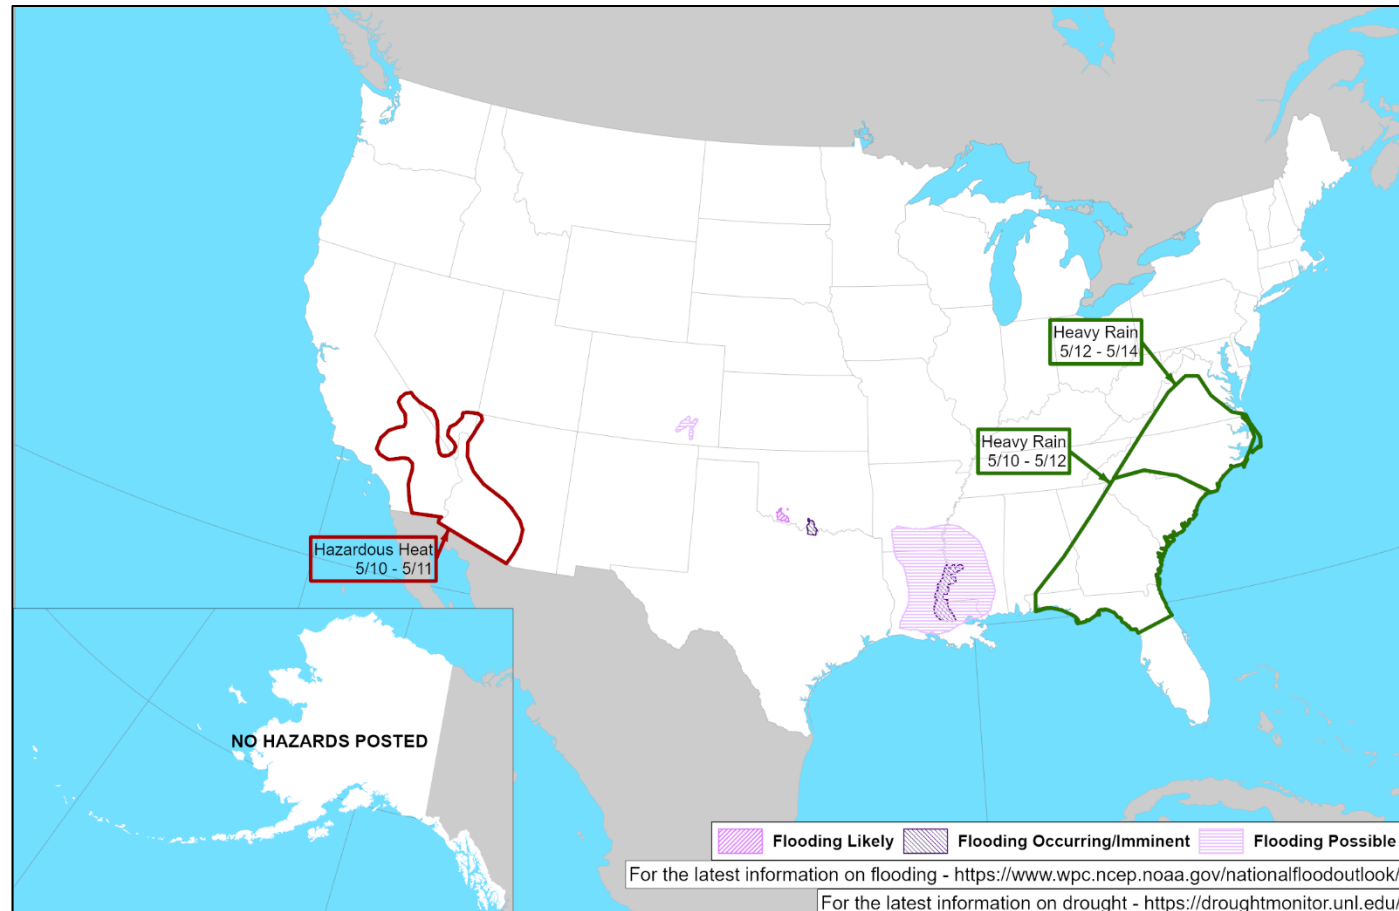 Heavy Rain
5/12 - 5/14
Heavy Rain
5/10 - 5/12
Hazardous Heat
5/10 - 5/11
NO HAZARDS POSTED
Flooding Likely
Flooding Occurring/Imminent
Flooding Possible
For the latest information on flooding - https://www.wpc.ncep.noaa.gov/nationalfloodoutlook/
For the latest information on drought - https://droughtmonitor.unl.edu/